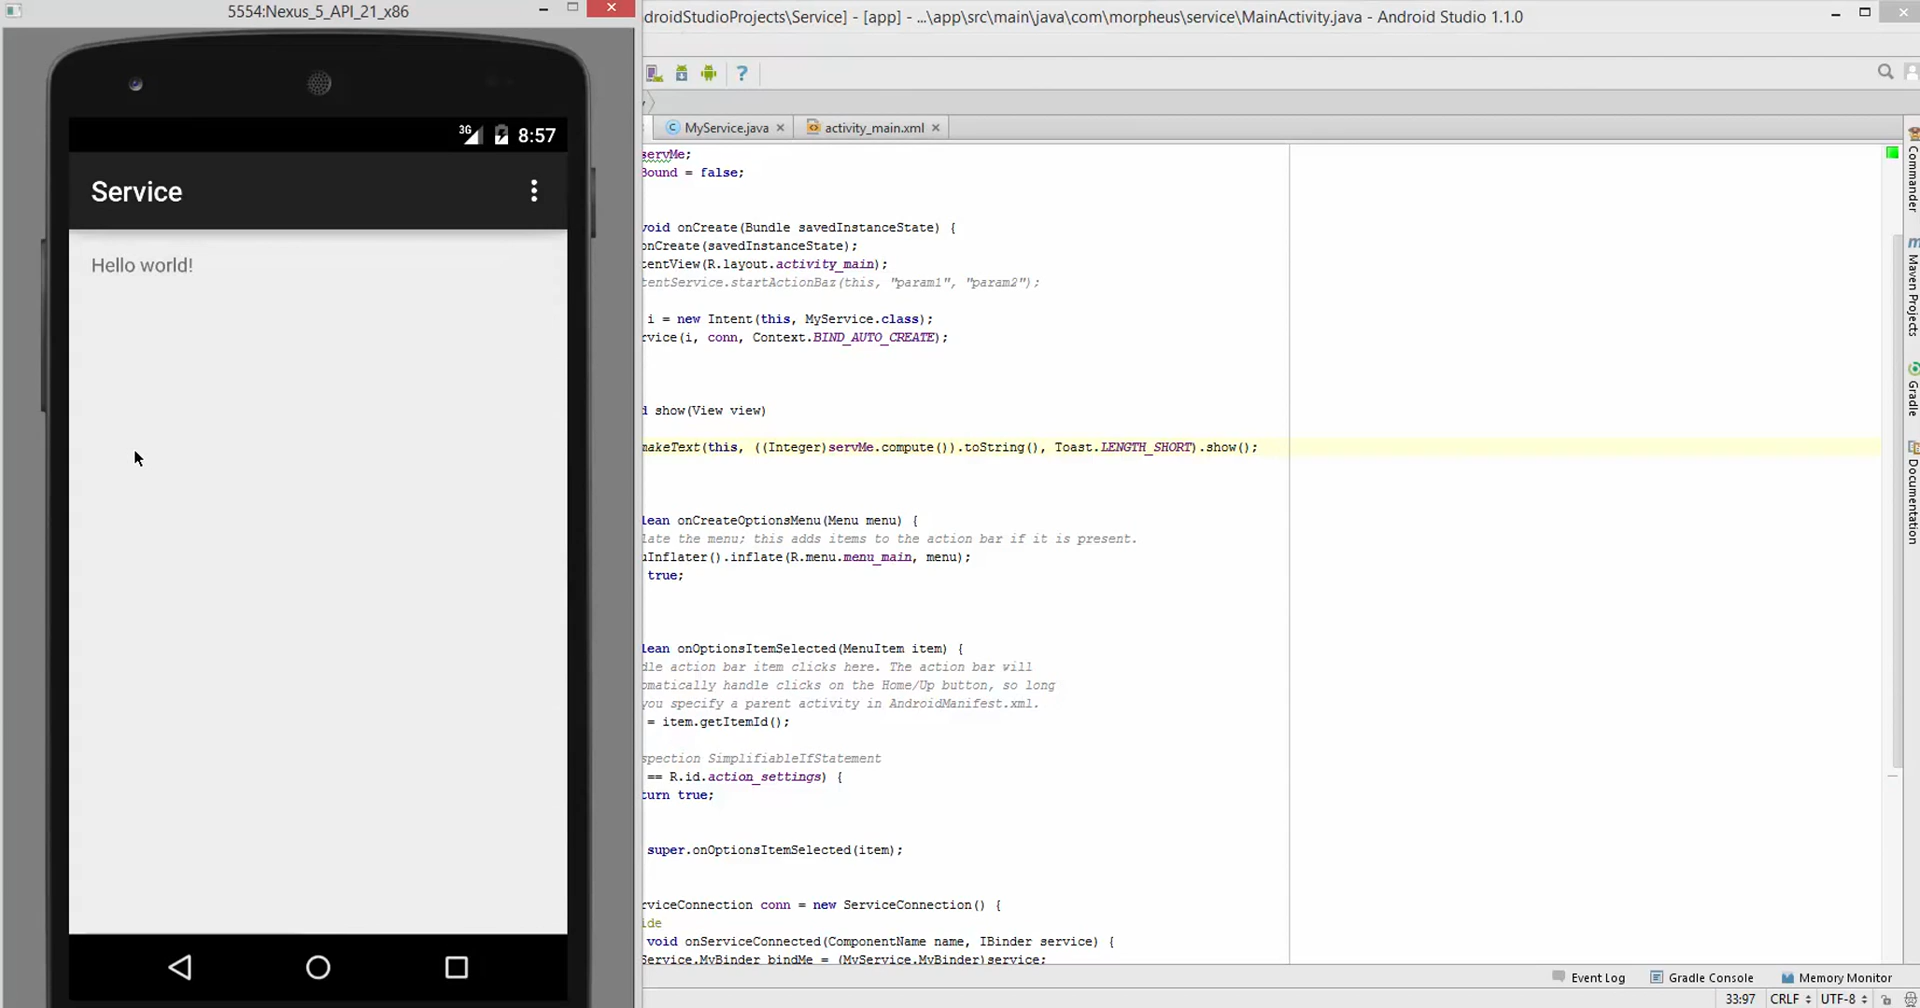 5554:Nexus_5_API_21_x86
droidStudioProjects\Service] - [app] - ...\app\src\main\java\com\morpheus\service\MainActivity.java - Android Studio 1.1.0
?
MyService.java
activity_main.xml
3G 8:57
Service
Hello world!
servMe;
Bound = false;
void onCreate(Bundle savedInstanceState) {
onCreate(savedInstanceState);
tentView(R.layout.activity_main);
tentService.startActionBaz(this, "param1", "param2");
i = new Intent(this, MyService.class);
rvice(i, conn, Context.BIND_AUTO_CREATE);
d show(View view)
makeText(this, ((Integer)servMe.compute()).toString(), Toast.LENGTH_SHORT).show();
lean onCreateOptionsMenu(Menu menu) {
late the menu; this adds items to the action bar if it is present.
uInflater().inflate(R.menu.menu_main, menu);
true;
lean onOptionsItemSelected(MenuItem item) {
dle action bar item clicks here. The action bar will
omatically handle clicks on the Home/Up button, so long
you specify a parent activity in AndroidManifest.xml.
= item.getItemId();
spection SimplifiableIfStatement
== R.id.action_settings) {
turn true;
super.onOptionsItemSelected(item);
rviceConnection conn = new ServiceConnection() {
ide
void onServiceConnected(ComponentName name, IBinder service) {
Service.MyBinder bindMe = (MyService.MyBinder)service;
Commander
Maven Projects
Gradle
Documentation
Event Log
Gradle Console
Memory Monitor
33:97 CRLF UTF-8